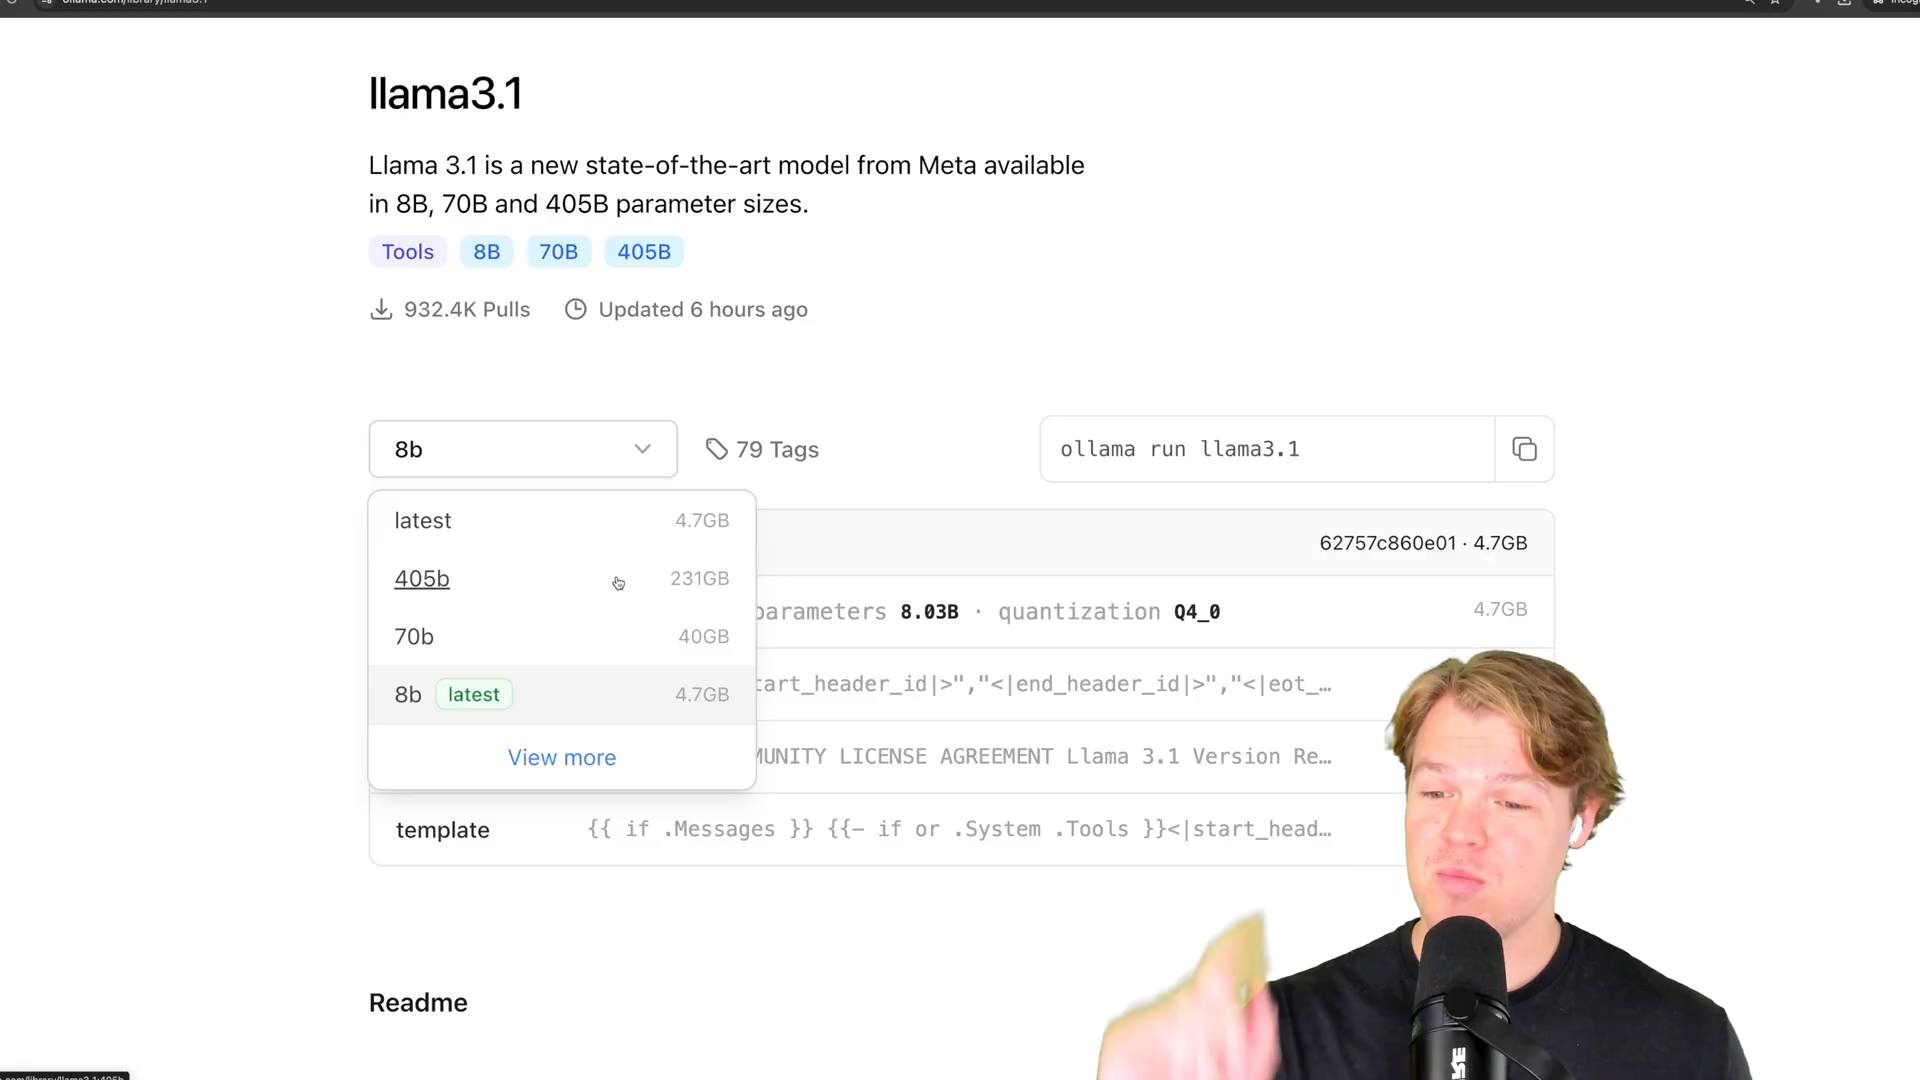 llama3.1
Llama 3.1 is a new state-of-the-art model from Meta available
in 8B, 70B and 405B parameter sizes.
Tools 8B 70B 405B
932.4K Pulls Updated 6 hours ago
8b 79 Tags ollama run llama3.1
latest 4.7GB
62757c860e01 · 4.7GB
405b 231GB
parameters 8.03B · quantization Q4_0 4.7GB
70b 40GB
8b latest 4.7GB
tart_header_id|>","<|end_header_id|>","<|eot_…
View more
MUNITY LICENSE AGREEMENT Llama 3.1 Version Re…
template {{ if .Messages }} {{- if or .System .Tools }}<|start_head…
Readme